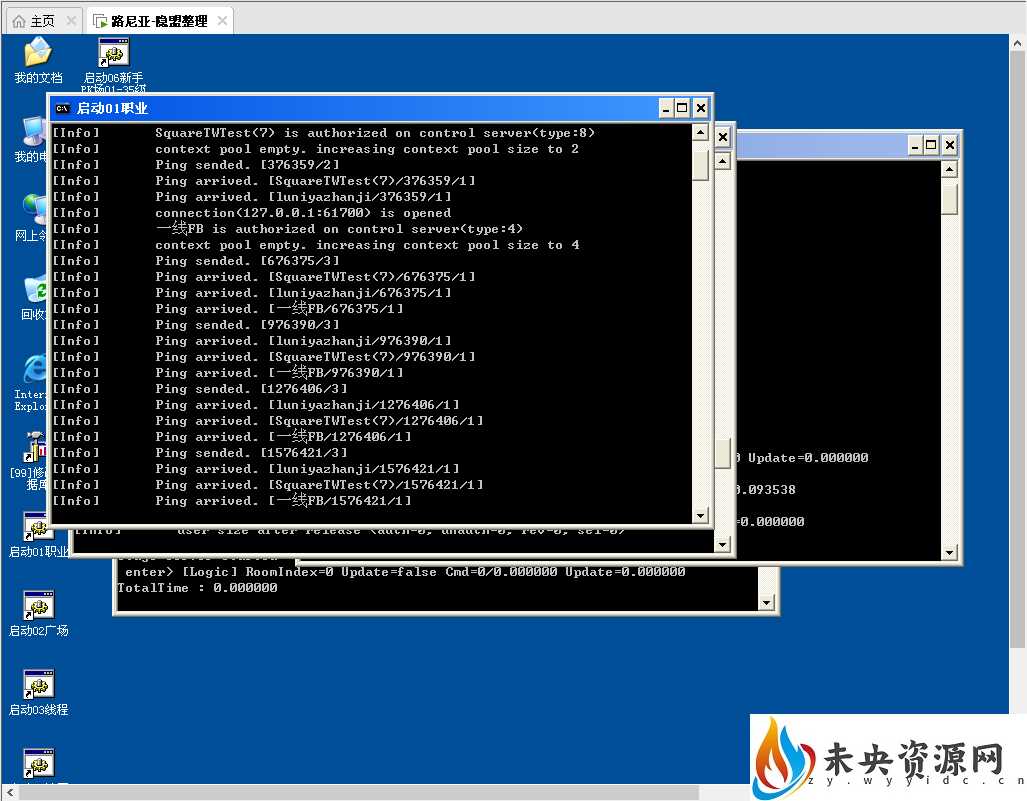 主页
路尼亚-隐盟整理
我的文档
启动06新手
PK场01-35级
启动01职业
[Info] SquareTWTest(7) is authorized on control server(type:8)
[Info] context pool empty. increasing context pool size to 2
[Info] Ping sended. [376359/2]
[Info] Ping arrived. [SquareTWTest(7)/376359/1]
[Info] Ping arrived. [luniyazhanji/376359/1]
[Info] connection(127.0.0.1:61700) is opened
[Info] 一线FB is authorized on control server(type:4)
[Info] context pool empty. increasing context pool size to 4
[Info] Ping sended. [676375/3]
[Info] Ping arrived. [SquareTWTest(7)/676375/1]
[Info] Ping arrived. [luniyazhanji/676375/1]
[Info] Ping arrived. [一线FB/676375/1]
[Info] Ping sended. [976390/3]
[Info] Ping arrived. [luniyazhanji/976390/1]
[Info] Ping arrived. [SquareTWTest(7)/976390/1]
[Info] Ping arrived. [一线FB/976390/1]
[Info] Ping sended. [1276406/3]
[Info] Ping arrived. [luniyazhanji/1276406/1]
[Info] Ping arrived. [SquareTWTest(7)/1276406/1]
[Info] Ping arrived. [一线FB/1276406/1]
[Info] Ping sended. [1576421/3]
[Info] Ping arrived. [luniyazhanji/1576421/1]
[Info] Ping arrived. [SquareTWTest(7)/1576421/1]
[Info] Ping arrived. [一线FB/1576421/1]
Update=0.000000
0.093538
=0.000000
[Info] user size after release
enter> [Logic] RoomIndex=0 Update=false Cmd=0/0.000000 Update=0.000000
TotalTime : 0.000000
我的
网上
回收
Inter
Explo
[99]修
据库
启动01职业
启动02广场
启动03线程
未央资源网
zy.wyyidc.cn